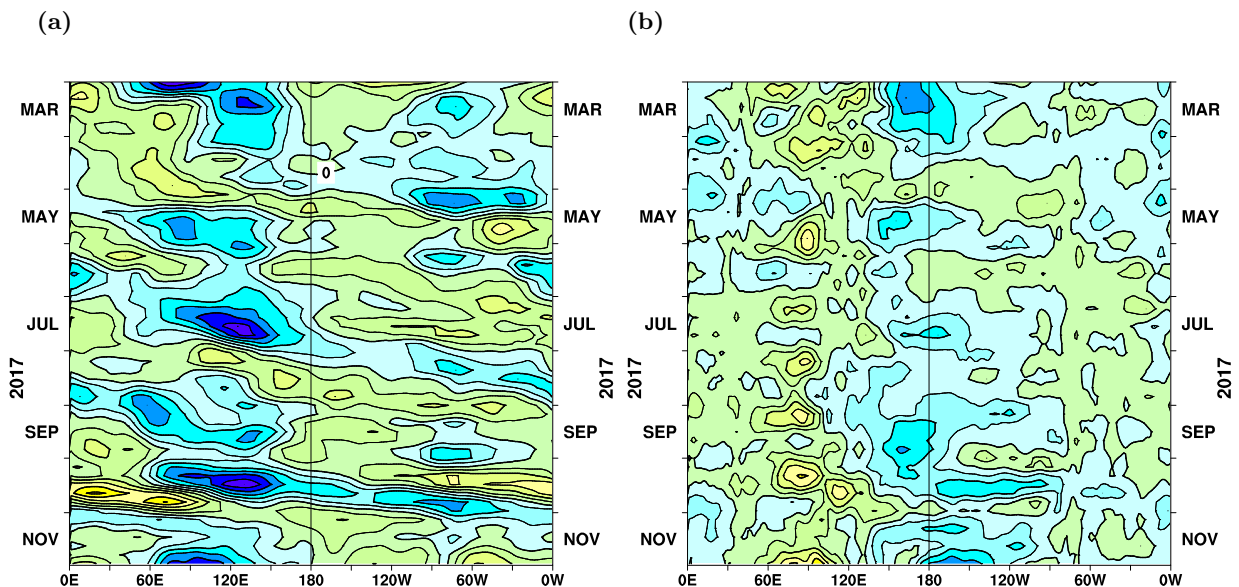 (a) (b)
MAR MAR MAR
0
MAY MAY MAY MAY
JUL JUL JUL JUL
2017 2017 2017 2017
SEP SEP SEP SEP
NOV NOV NOV NOV
0E 60E 120E 180 120W 60W 0W 0E 60E 120E 180 120W 60W 0W